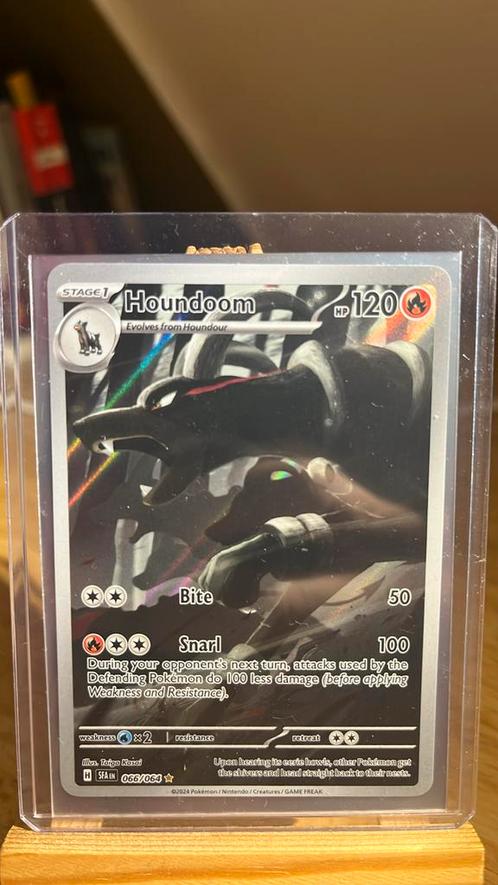 STAGE 1 Houndoom HP 120
Evolves from Houndour
Bite 50
Snarl 100
During your opponent's next turn, attacks used by the
Defending Pokémon do 100 less damage (before applying
Weakness and Resistance).
weakness ×2 resistance retreat
Illus. Taiga Kasai
Upon hearing its eerie howls, other Pokémon get
the shivers and head straight back to their nests.
H SFA EN 066/064
©2024 Pokémon / Nintendo / Creatures / GAME FREAK